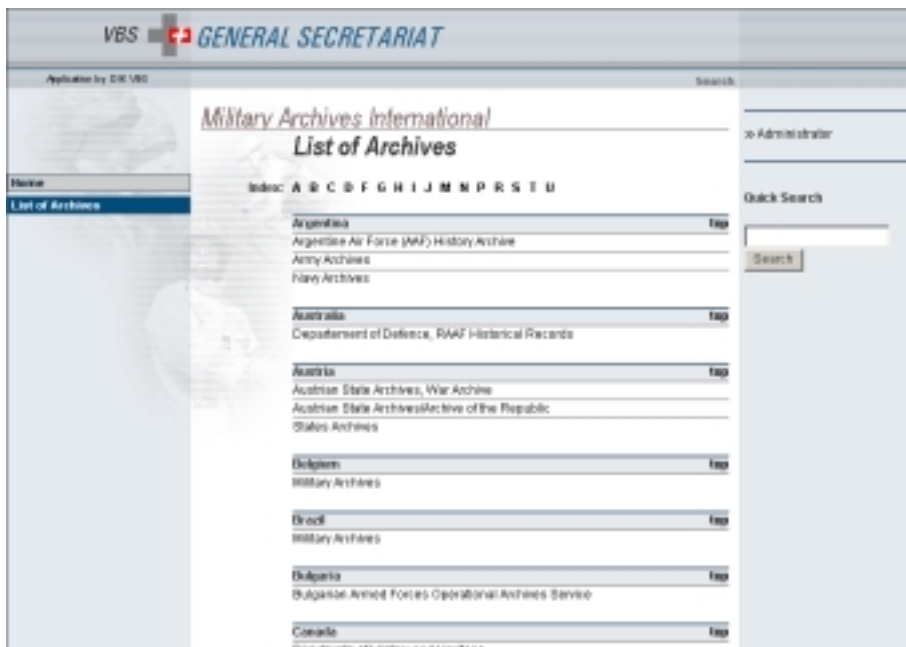 VBS GENERAL SECRETARIAT
Application by DIK VBS
Search
Military Archives International
List of Archives
» Administrator
Home
List of Archives
Index: A B C D F G H I J M N P R S T U
Quick Search
Search
Argentina top
Argentine Air Force (AAF) History Archive
Army Archives
Navy Archives
Australia top
Departement of Defence, RAAF Historical Records
Austria top
Austrian State Archives, War Archive
Austrian State Archives/Archive of the Republic
States Archives
Belgium top
Military Archives
Brazil top
Military Archives
Bulgaria top
Bulgarian Armed Forces Operational Archives Service
Canada top